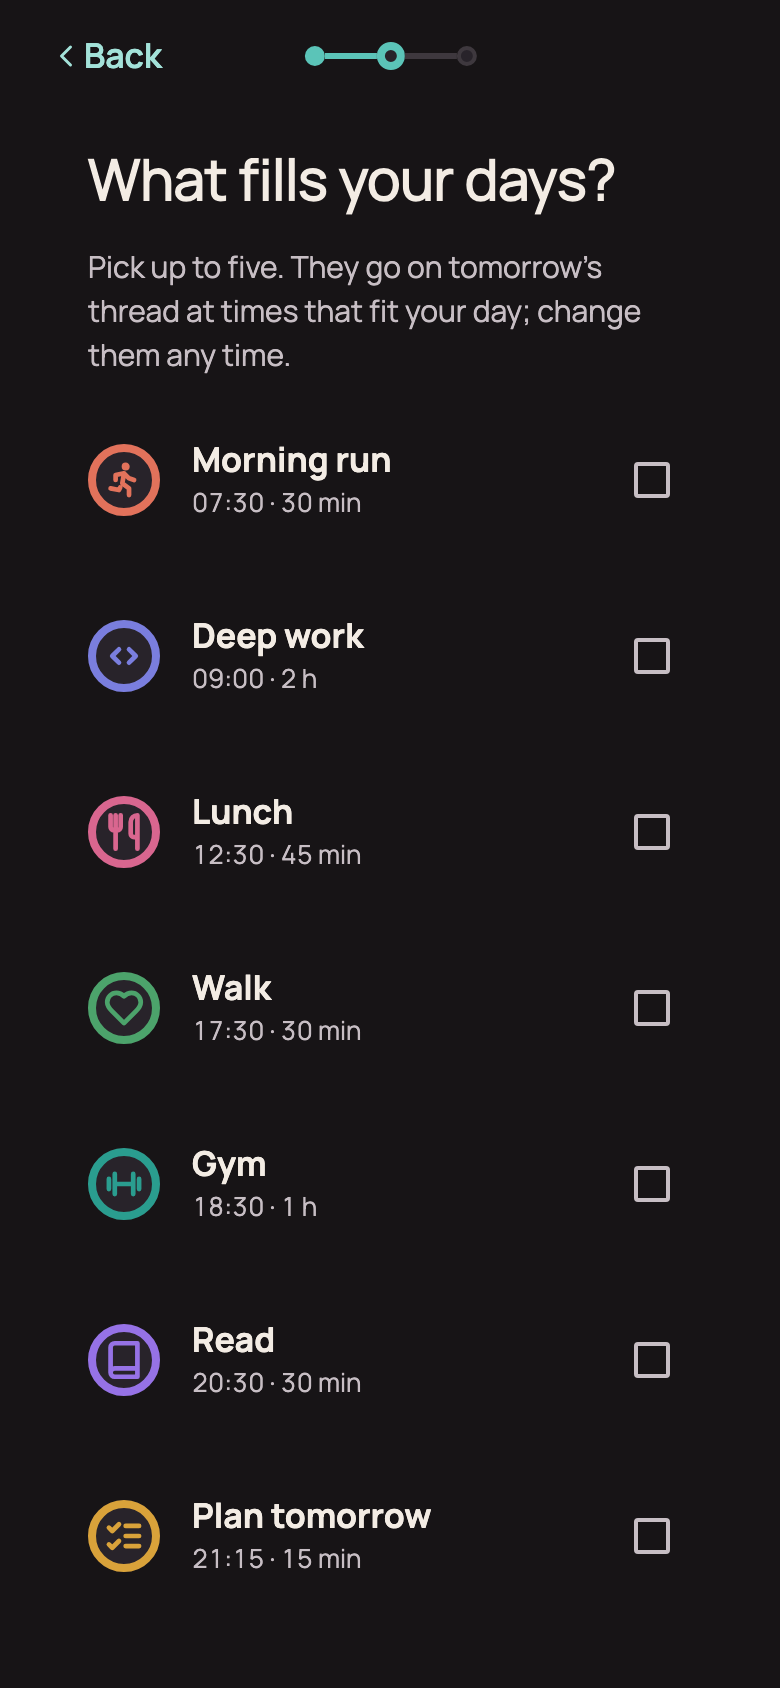 Back
What fills your days?
Pick up to five. They go on tomorrow’s
thread at times that fit your day; change
them any time.
Morning run
07:30 · 30 min
Deep work
09:00 · 2 h
Lunch
12:30 · 45 min
Walk
17:30 · 30 min
Gym
18:30 · 1 h
Read
20:30 · 30 min
Plan tomorrow
21:15 · 15 min